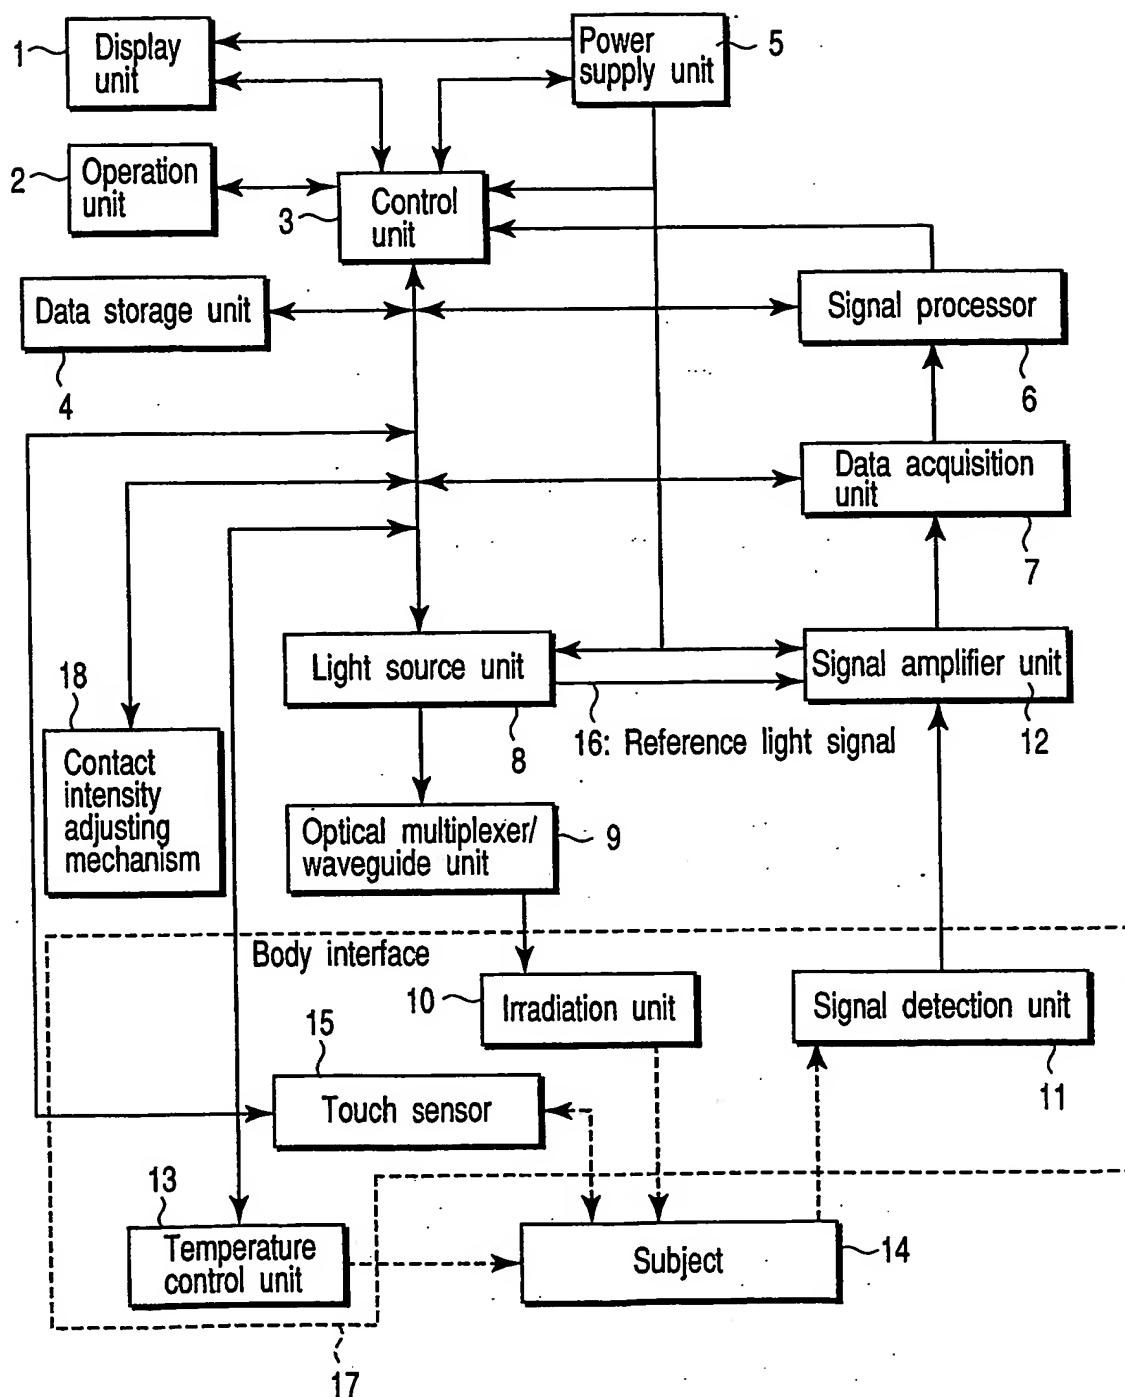 1
Display
unit
Power
supply unit
5
2
Operation
unit
3
Control
unit
Data storage unit
4
Signal processor
6
Data acquisition
unit
7
Light source unit
8
Signal amplifier unit
12
16: Reference light signal
18
Contact
intensity
adjusting
mechanism
Optical multiplexer/
waveguide unit
9
Body interface
10
Irradiation unit
Signal detection unit
11
15
Touch sensor
13
Temperature
control unit
Subject
14
17